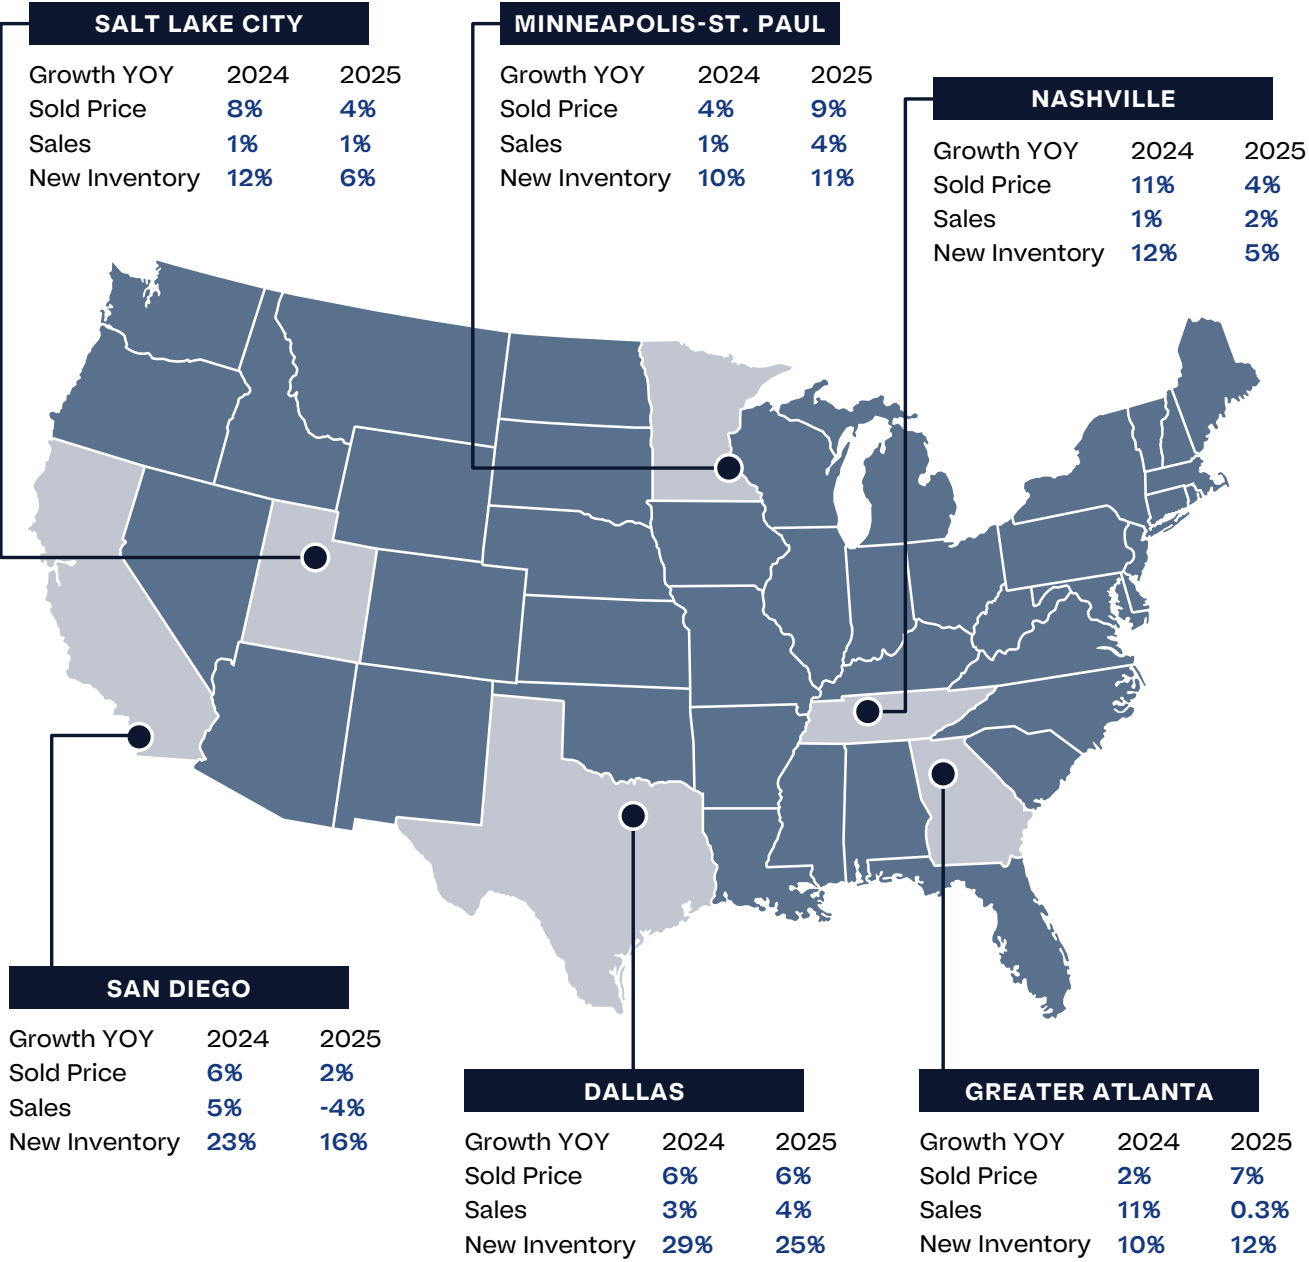 SALT LAKE CITY
Growth YOY 2024 2025
Sold Price 8% 4%
Sales 1% 1%
New Inventory 12% 6%
MINNEAPOLIS-ST. PAUL
Growth YOY 2024 2025
Sold Price 4% 9%
Sales 1% 4%
New Inventory 10% 11%
NASHVILLE
Growth YOY 2024 2025
Sold Price 11% 4%
Sales 1% 2%
New Inventory 12% 5%
SAN DIEGO
Growth YOY 2024 2025
Sold Price 6% 2%
Sales 5% -4%
New Inventory 23% 16%
DALLAS
Growth YOY 2024 2025
Sold Price 6% 6%
Sales 3% 4%
New Inventory 29% 25%
GREATER ATLANTA
Growth YOY 2024 2025
Sold Price 2% 7%
Sales 11% 0.3%
New Inventory 10% 12%